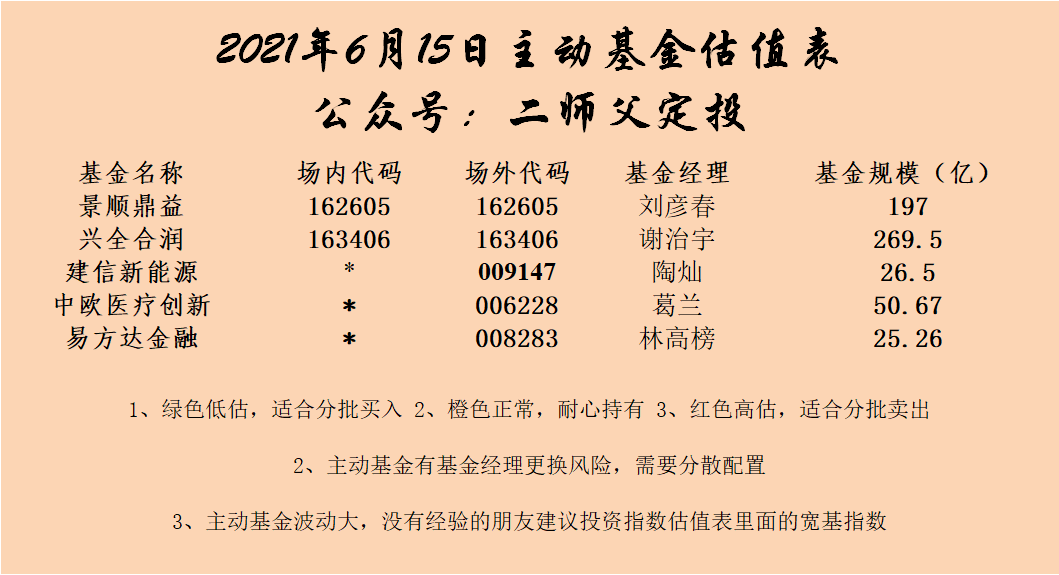 2021年6月15日主动基金估值表
公众号：二师父定投
基金名称 场内代码 场外代码 基金经理 基金规模（亿）
景顺鼎益 162605 162605 刘彦春 197
兴全合润 163406 163406 谢治宇 269.5
建信新能源 * 009147 陶灿 26.5
中欧医疗创新 * 006228 葛兰 50.67
易方达金融 * 008283 林高榜 25.26
1、绿色低估，适合分批买入 2、橙色正常，耐心持有 3、红色高估，适合分批卖出
2、主动基金有基金经理更换风险，需要分散配置
3、主动基金波动大，没有经验的朋友建议投资指数估值表里面的宽基指数